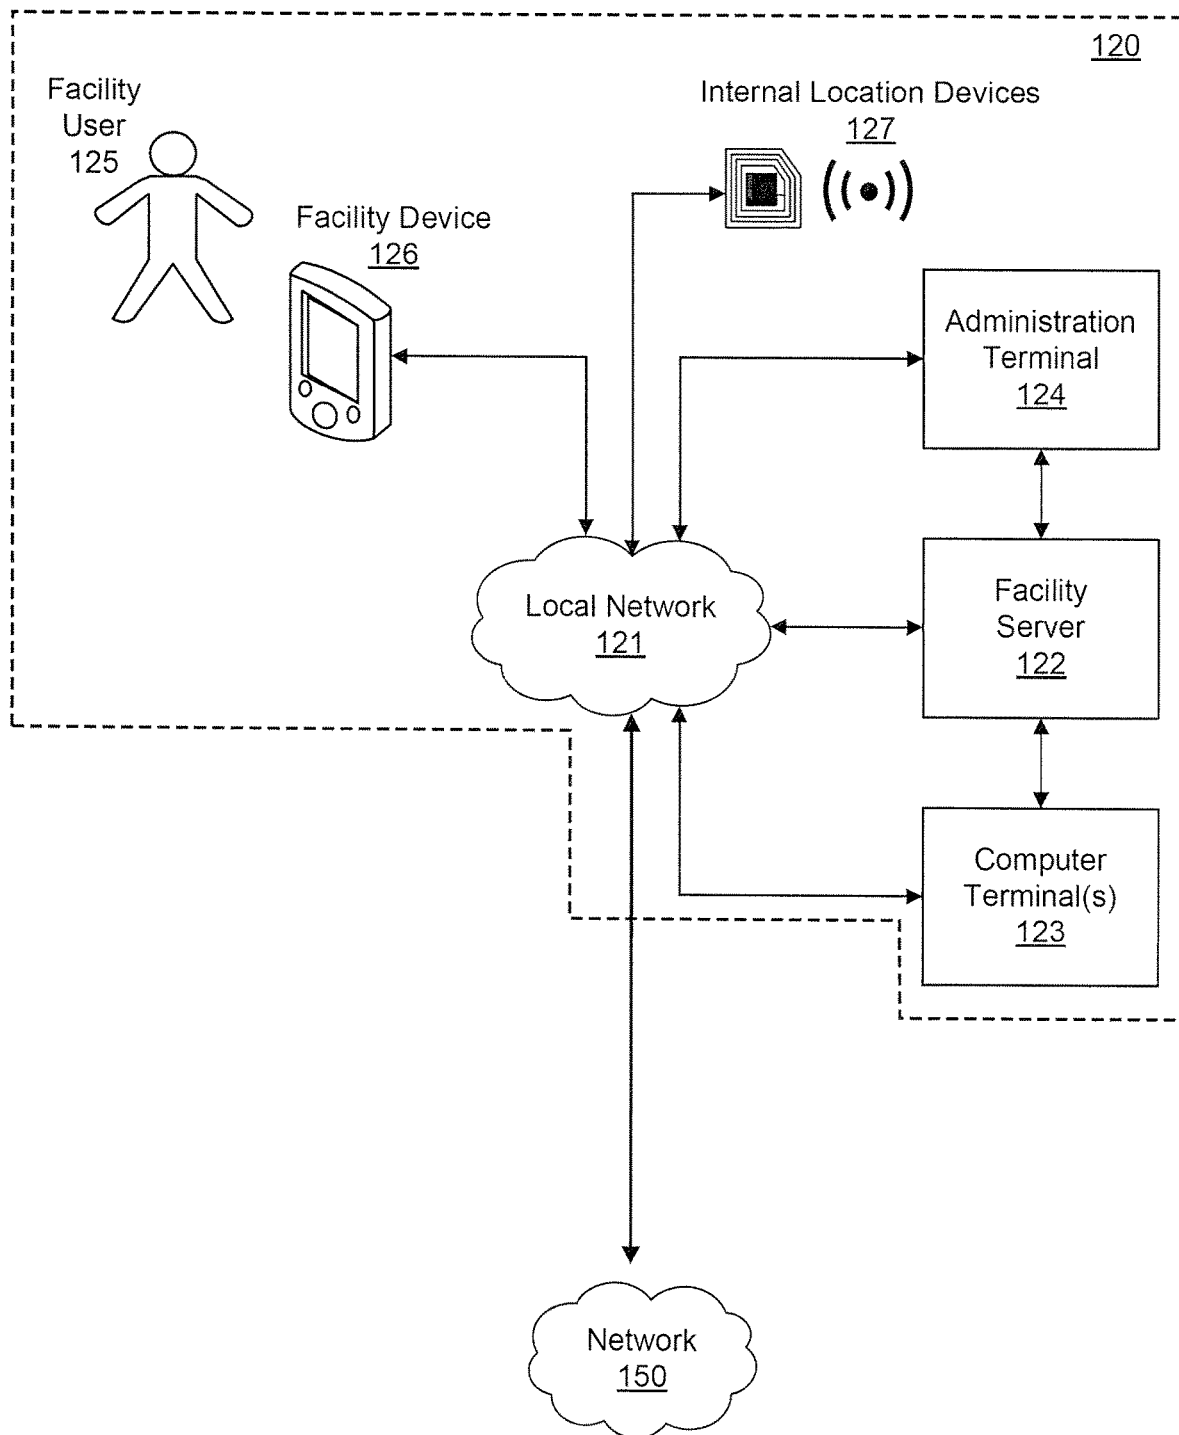 120
Facility
User
125
Internal Location Devices
127
Facility Device
126
Administration
Terminal
124
Local Network
121
Facility
Server
122
Computer
Terminal(s)
123
Network
150